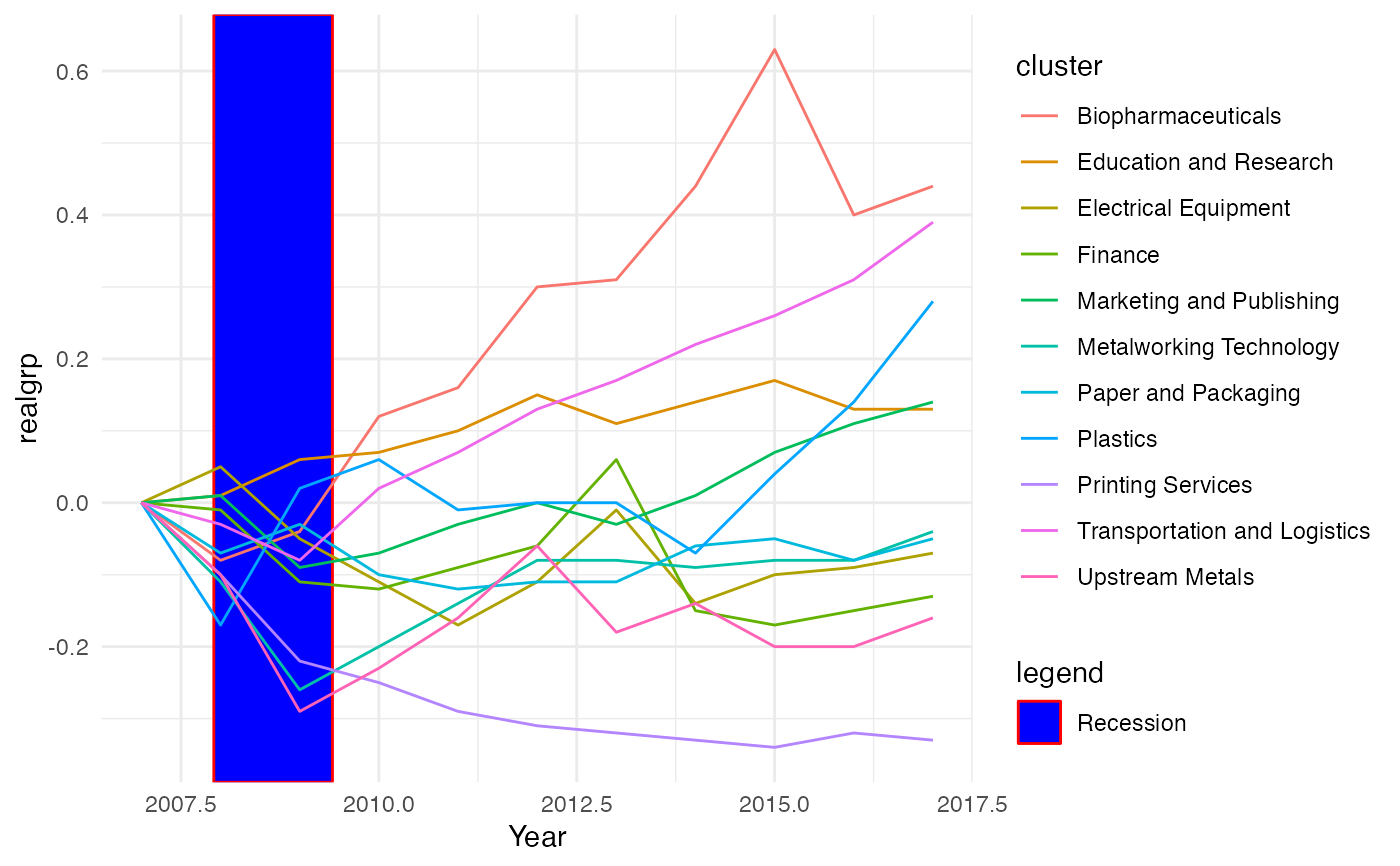 0.6
0.4
0.2
0.0
-0.2
realgrp
2007.5
2010.0
2012.5
2015.0
2017.5
Year
cluster
Biopharmaceuticals
Education and Research
Electrical Equipment
Finance
Marketing and Publishing
Metalworking Technology
Paper and Packaging
Plastics
Printing Services
Transportation and Logistics
Upstream Metals
legend
Recession